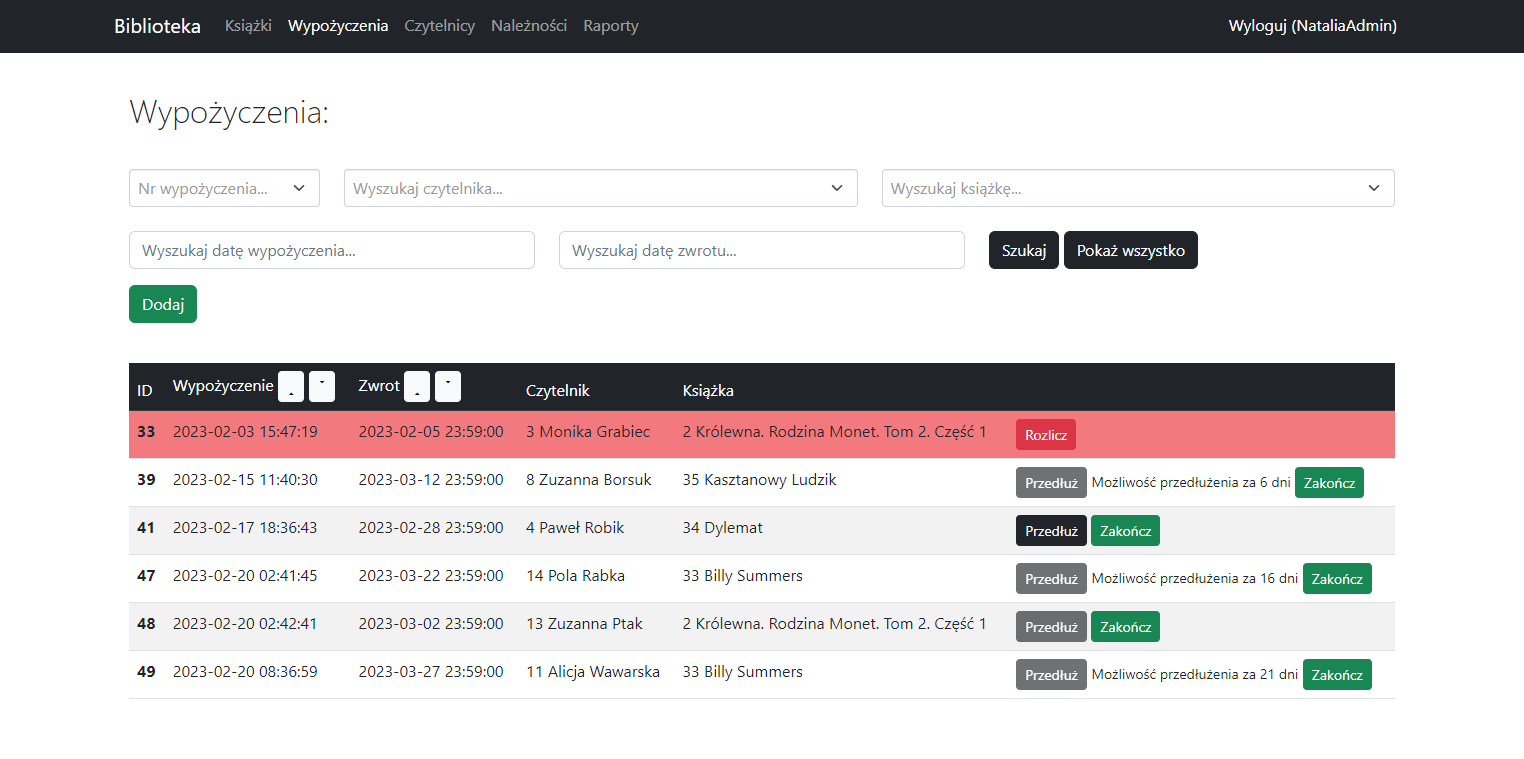 Biblioteka Książki Wypożyczenia Czytelnicy Należności Raporty Wyloguj (NataliaAdmin)
Wypożyczenia:
Nr wypożyczenia... Wyszukaj czytelnika... Wyszukaj książkę...
Wyszukaj datę wypożyczenia... Wyszukaj datę zwrotu... Szukaj Pokaż wszystko
Dodaj
ID Wypożyczenie Zwrot Czytelnik Książka
33 2023-02-03 15:47:19 2023-02-05 23:59:00 3 Monika Grabiec 2 Królewna. Rodzina Monet. Tom 2. Część 1 Rozlicz
39 2023-02-15 11:40:30 2023-03-12 23:59:00 8 Zuzanna Borsuk 35 Kasztanowy Ludzik Przedłuż Możliwość przedłużenia za 6 dni Zakończ
41 2023-02-17 18:36:43 2023-02-28 23:59:00 4 Paweł Robik 34 Dylemat Przedłuż Zakończ
47 2023-02-20 02:41:45 2023-03-22 23:59:00 14 Pola Rabka 33 Billy Summers Przedłuż Możliwość przedłużenia za 16 dni Zakończ
48 2023-02-20 02:42:41 2023-03-02 23:59:00 13 Zuzanna Ptak 2 Królewna. Rodzina Monet. Tom 2. Część 1 Przedłuż Zakończ
49 2023-02-20 08:36:59 2023-03-27 23:59:00 11 Alicja Wawarska 33 Billy Summers Przedłuż Możliwość przedłużenia za 21 dni Zakończ